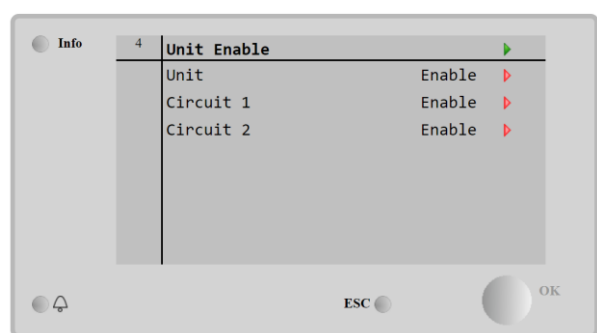 Info
4 Unit Enable
Unit Enable
Circuit 1 Enable
Circuit 2 Enable
ESC
OK